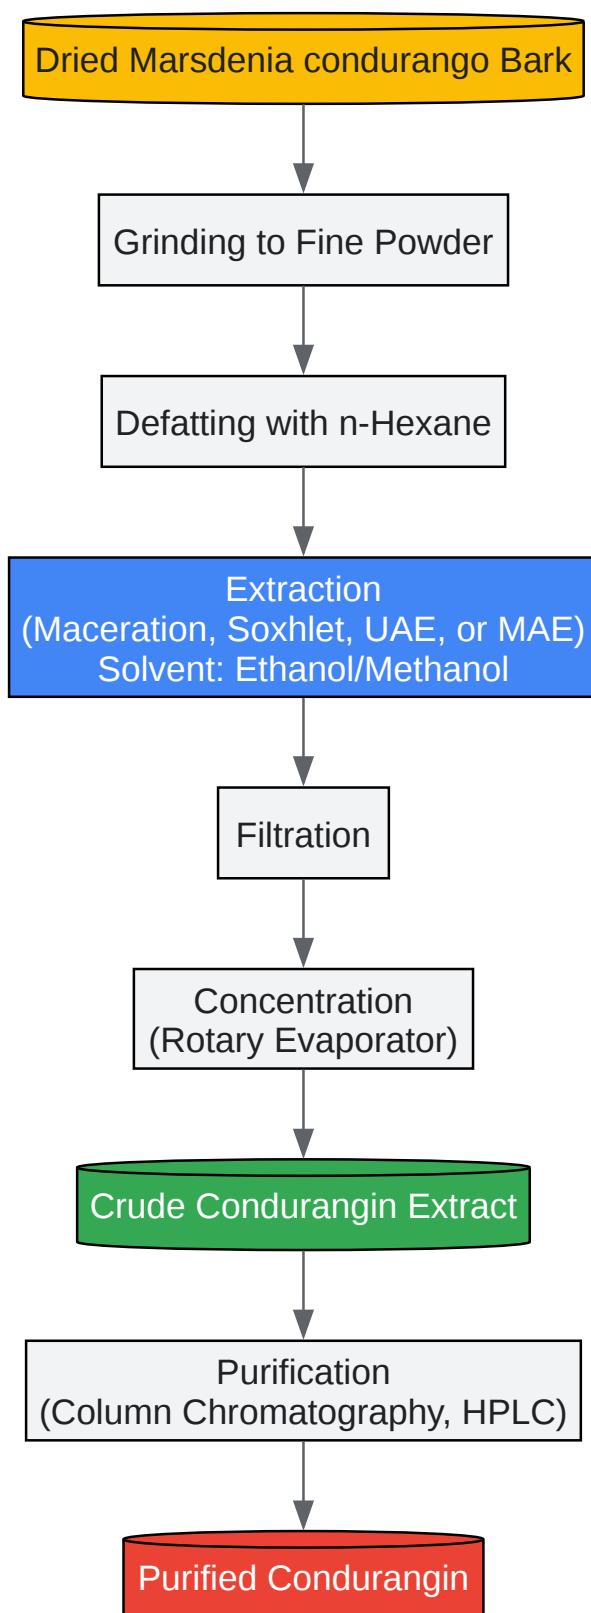 Dried Marsdenia condurango Bark
Grinding to Fine Powder
Defatting with n-Hexane
Extraction
(Maceration, Soxhlet, UAE, or MAE)
Solvent: Ethanol/Methanol
Filtration
Concentration
(Rotary Evaporator)
Crude Condurangin Extract
Purification
(Column Chromatography, HPLC)
Purified Condurangin